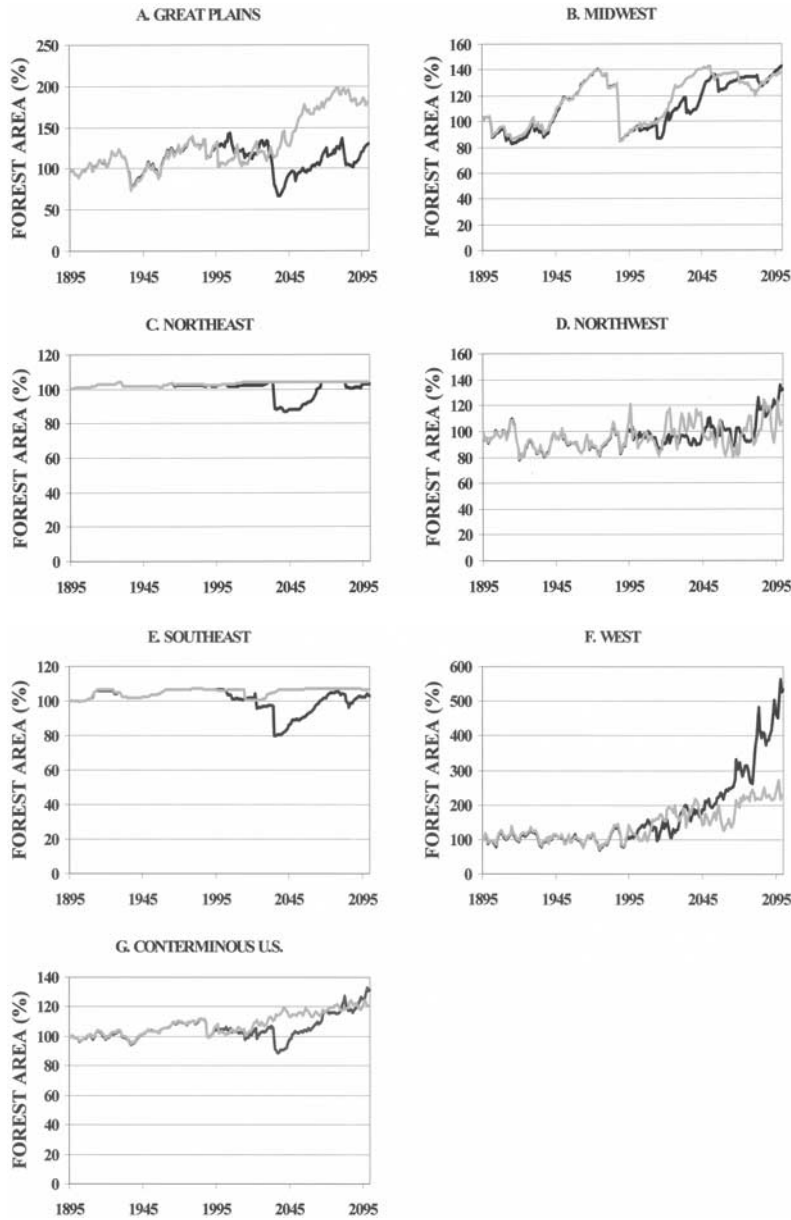 A. GREAT PLAINS
FOREST AREA (%)
250
200
150
100
50
0
1895 1945 1995 2045 2095
B. MIDWEST
FOREST AREA (%)
160
140
120
100
80
60
40
20
0
1895 1945 1995 2045 2095
C. NORTHEAST
FOREST AREA (%)
120
100
80
60
40
20
0
1895 1945 1995 2045 2095
D. NORTHWEST
FOREST AREA (%)
160
140
120
100
80
60
40
20
0
1895 1945 1995 2045 2095
E. SOUTHEAST
FOREST AREA (%)
120
100
80
60
40
20
0
1895 1945 1995 2045 2095
F. WEST
FOREST AREA (%)
600
500
400
300
200
100
0
1895 1945 1995 2045 2095
G. CONTERMINOUS U.S.
FOREST AREA (%)
140
120
100
80
60
40
20
0
1895 1945 1995 2045 2095